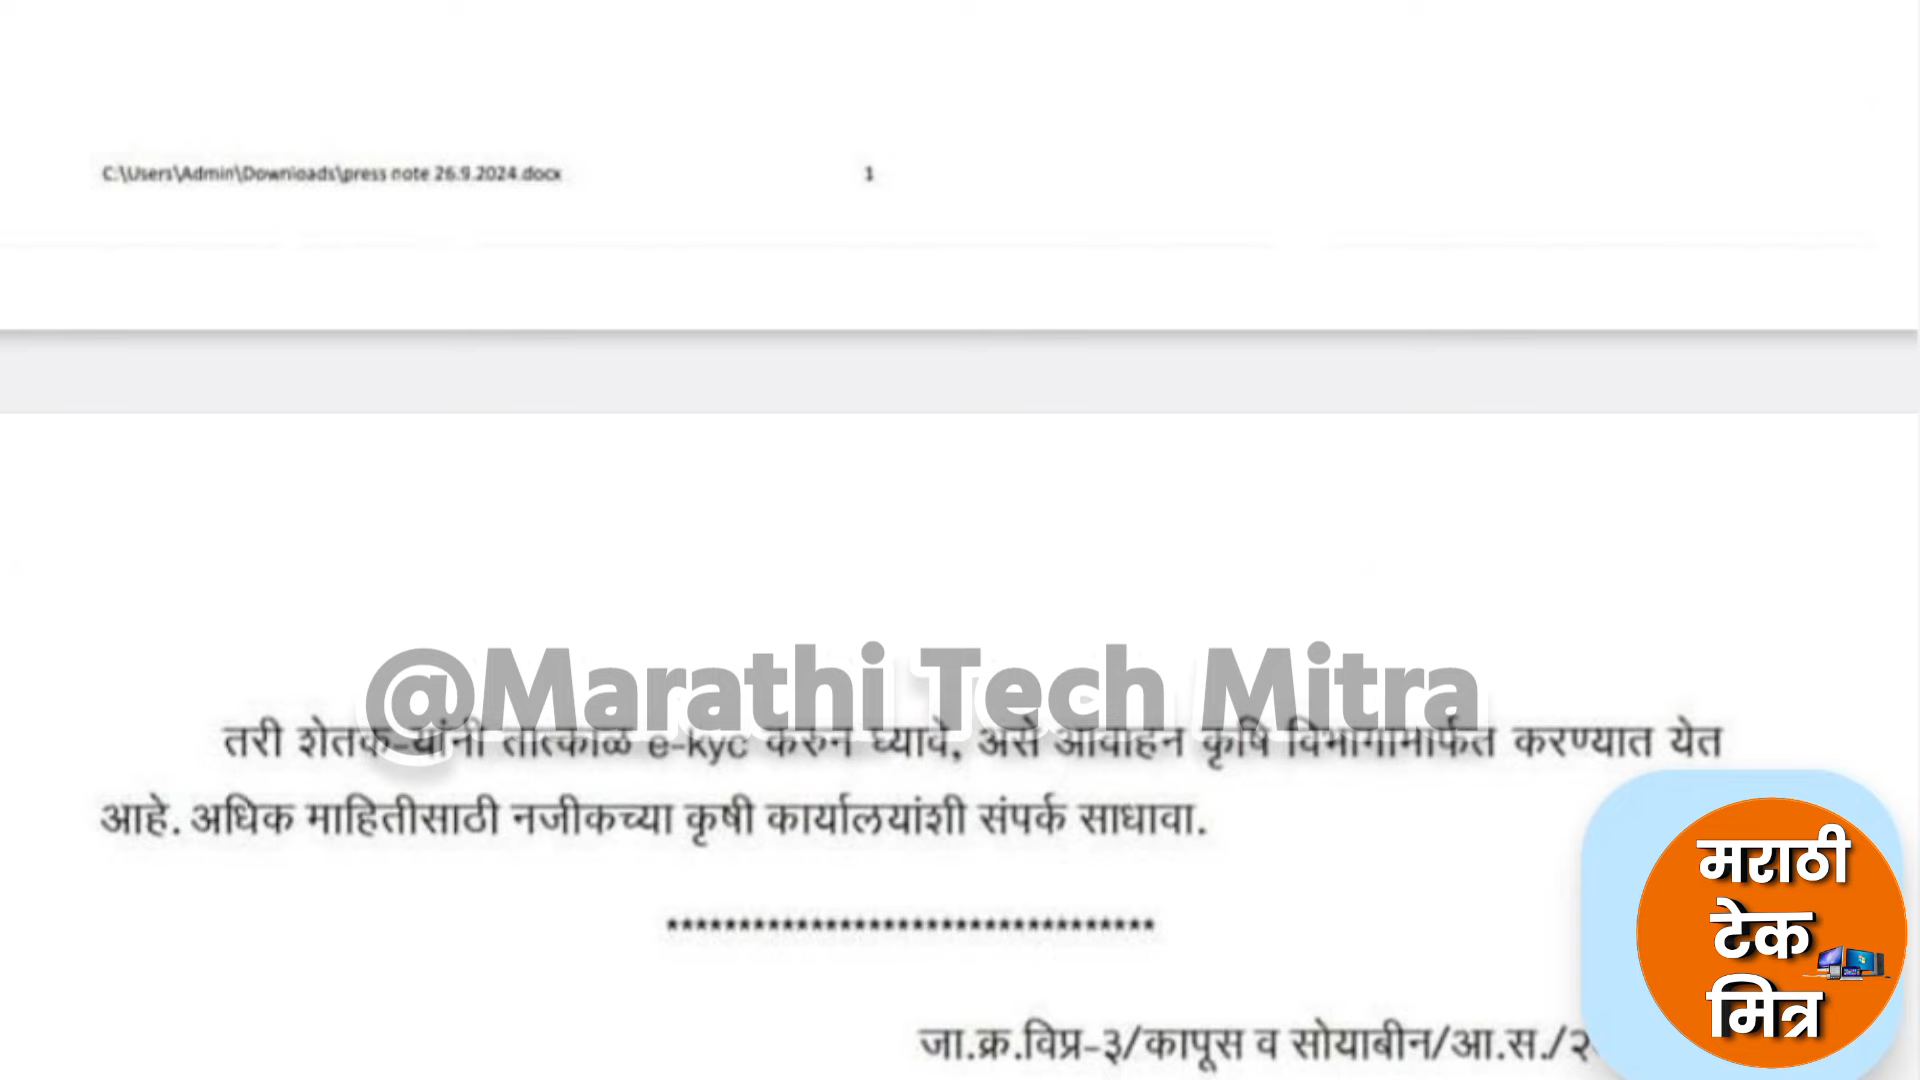 C:\Users\Admin\Downloads\press note 26.9.2024.docx 1
@Marathi Tech Mitra
तरी शेतक-यांनी तात्काळ e-kyc करुन घ्यावे, असे आवाहन कृषि विभागामार्फत करण्यात येत
आहे. अधिक माहितीसाठी नजीकच्या कृषी कार्यालयांशी संपर्क साधावा.
**********************************
जा.क्र.विप्र-३/कापूस व सोयाबीन/आ.स./२
मराठी
टेक
मित्र